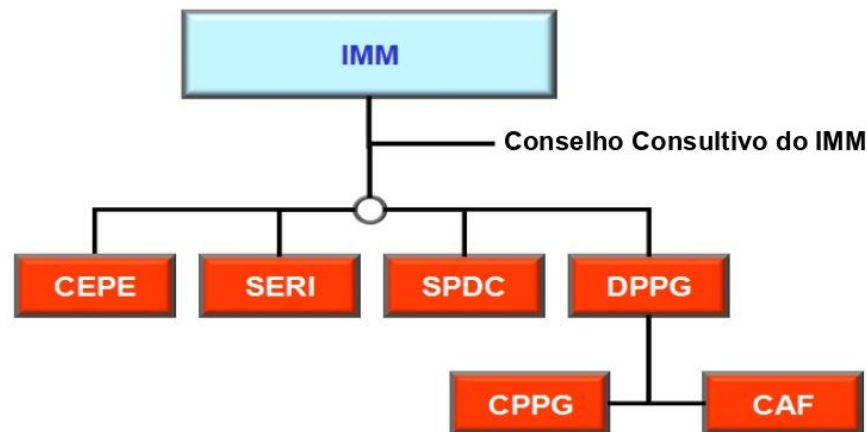 IMM
Conselho Consultivo do IMM
CEPE SERI SPDC DPPG
CPPG CAF